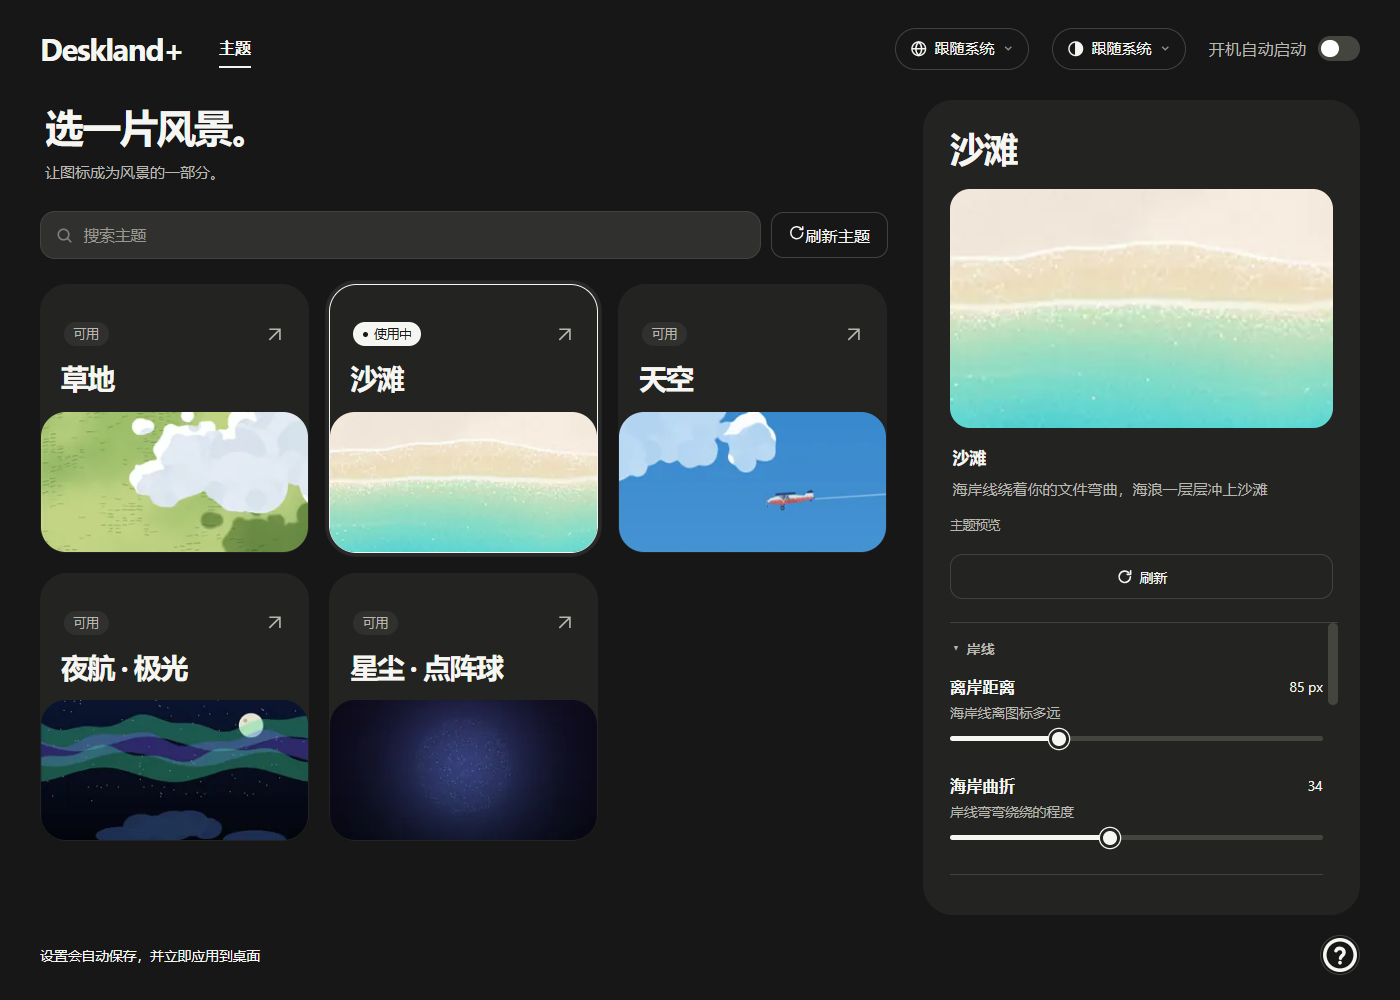 Deskland+
主题
跟随系统
跟随系统
开机自动启动
选一片风景。
让图标成为风景的一部分。
搜索主题
刷新主题
可用
草地
使用中
沙滩
可用
天空
可用
夜航 · 极光
可用
星尘 · 点阵球
沙滩
沙滩
海岸线绕着你的文件弯曲，海浪一层层冲上沙滩
主题预览
刷新
岸线
离岸距离
85 px
海岸线离图标多远
海岸曲折
34
岸线弯弯绕绕的程度
设置会自动保存，并立即应用到桌面
?